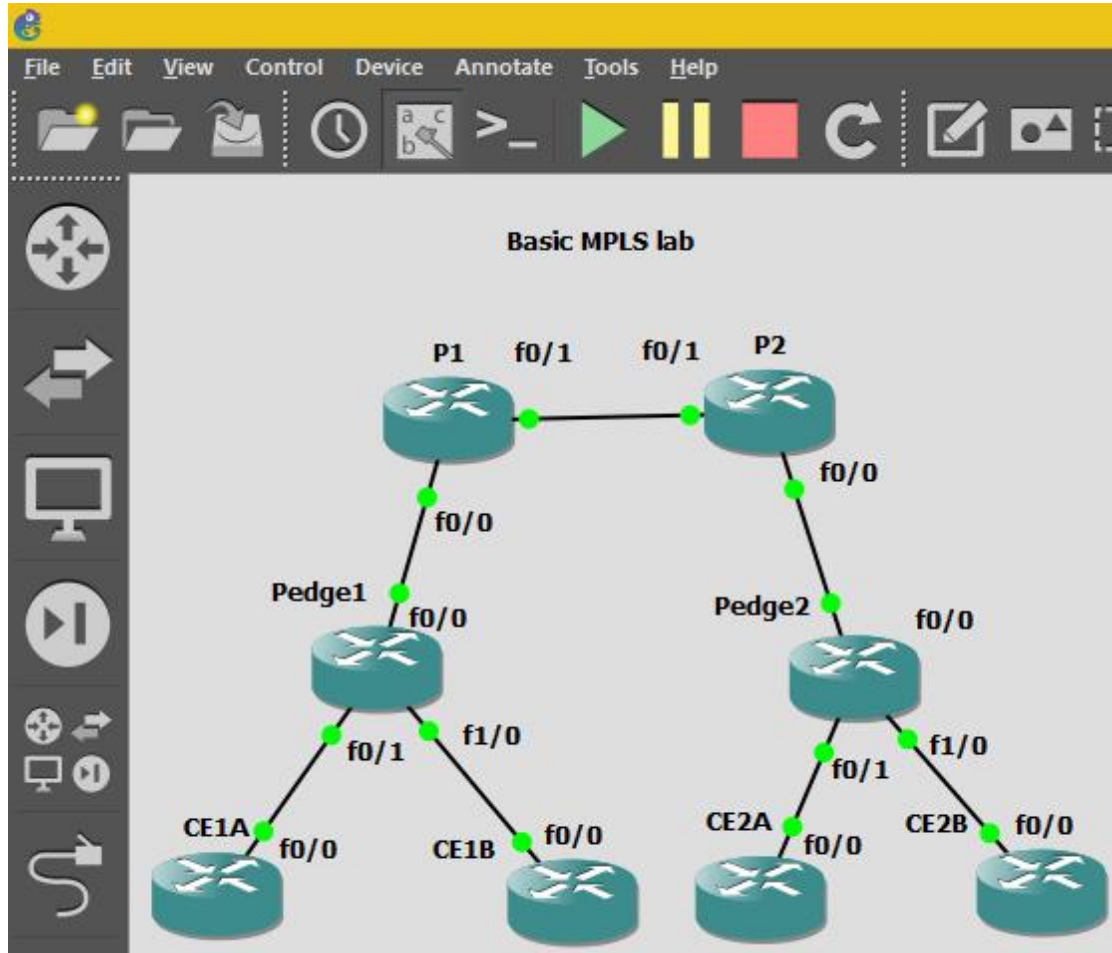 File Edit View Control Device Annotate Tools Help
a c
b
>_
Basic MPLS lab
P1 f0/1 f0/1 P2
f0/0
f0/0
Pedge1
f0/0
Pedge2
f0/0
f0/1
f1/0
f0/1
f1/0
CE1A
f0/0
CE1B
f0/0
CE2A
f0/0
CE2B
f0/0